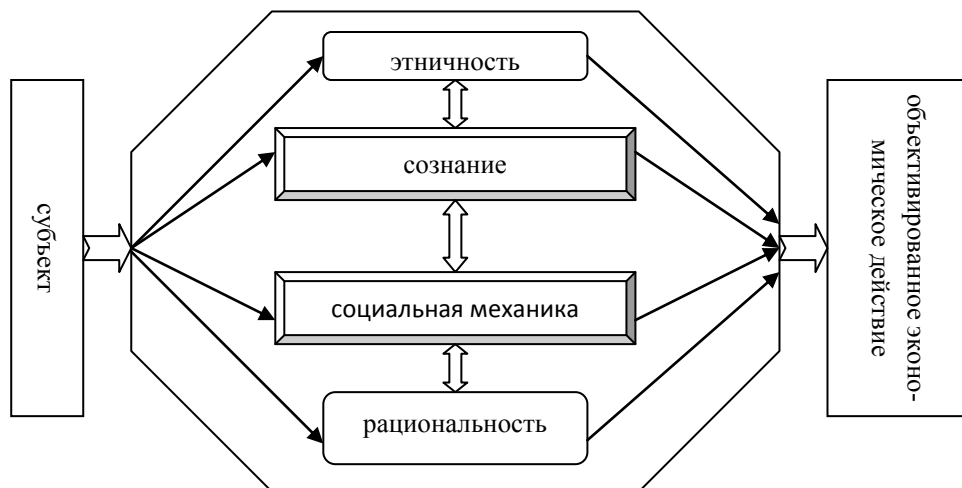 субъект
этничность
сознание
социальная механика
рациональность
объективированное эконо-
мическое действие